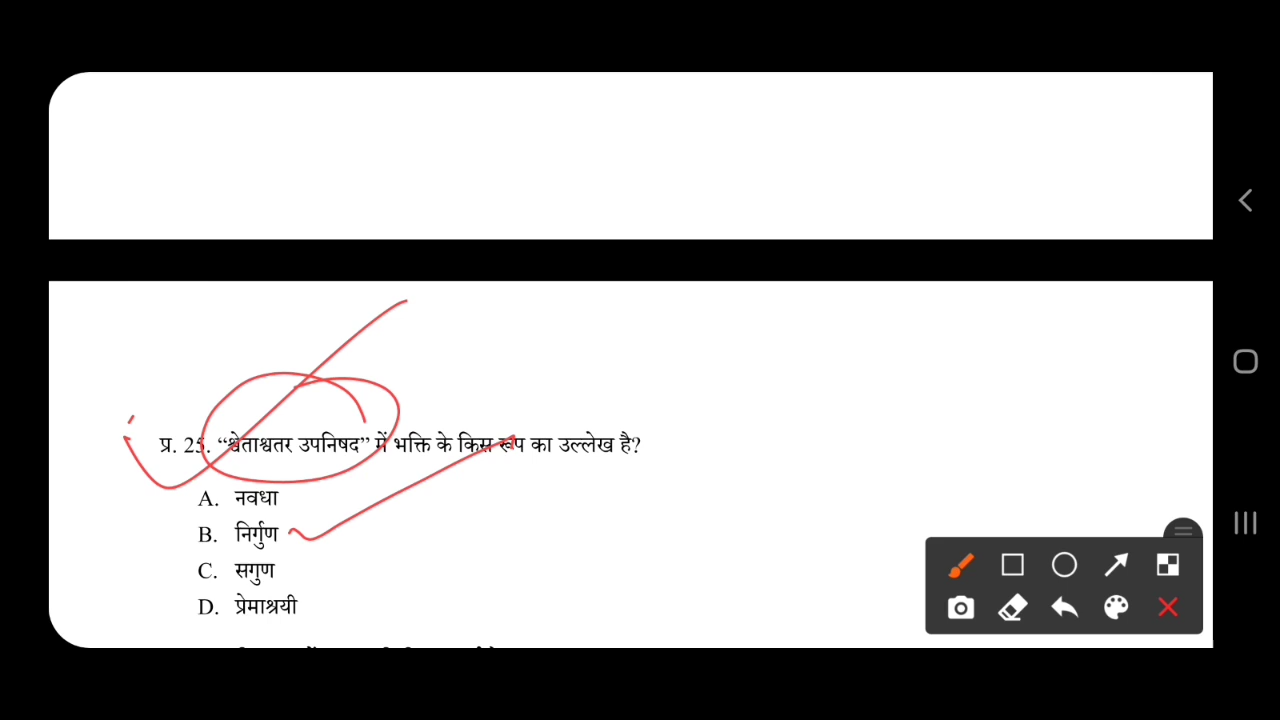 प्र. 25. “श्वेताश्वतर उपनिषद” में भक्ति के किस रूप का उल्लेख है?
A. नवधा
B. निर्गुण
C. सगुण
D. प्रेमाश्रयी